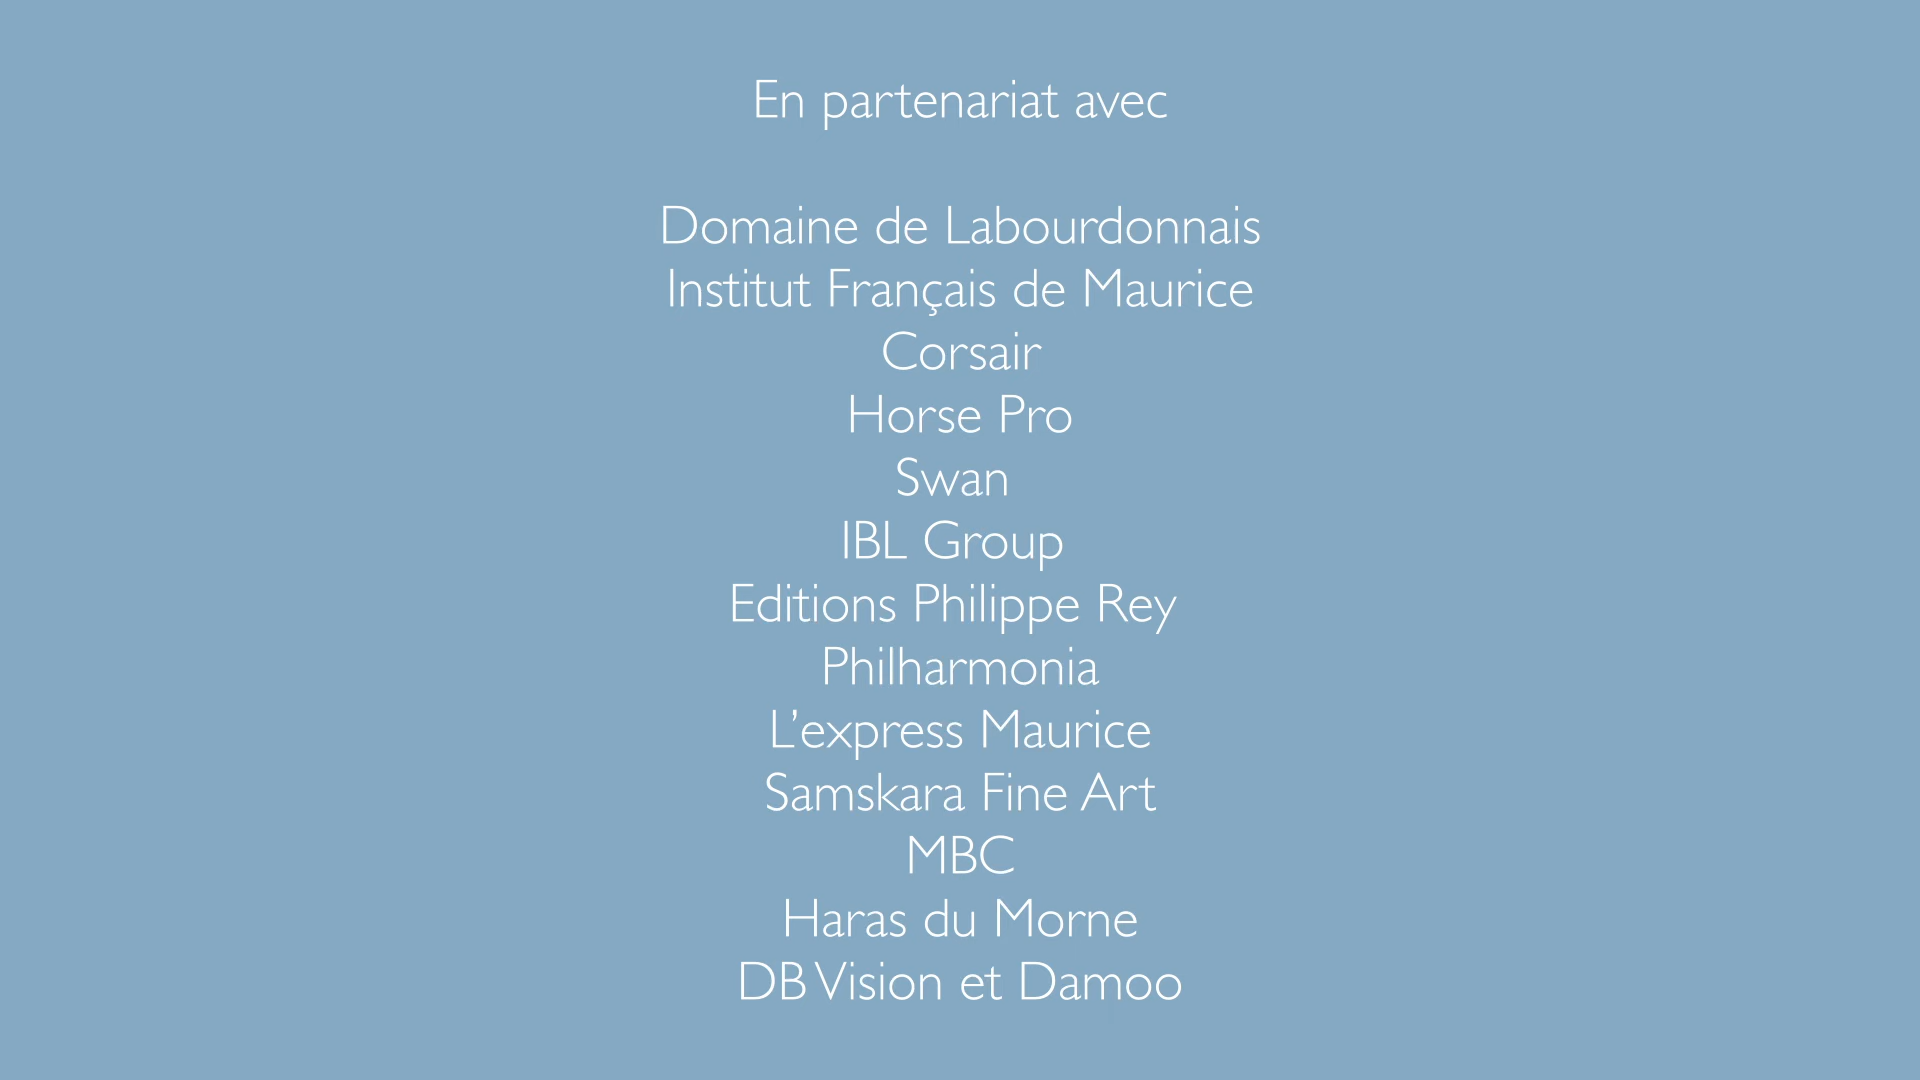 En partenariat avec
Domaine de Labourdonnais
Institut Français de Maurice
Corsair
Horse Pro
Swan
IBL Group
Editions Philippe Rey
Philharmonia
L’express Maurice
Samskara Fine Art
MBC
Haras du Morne
DB Vision et Damoo